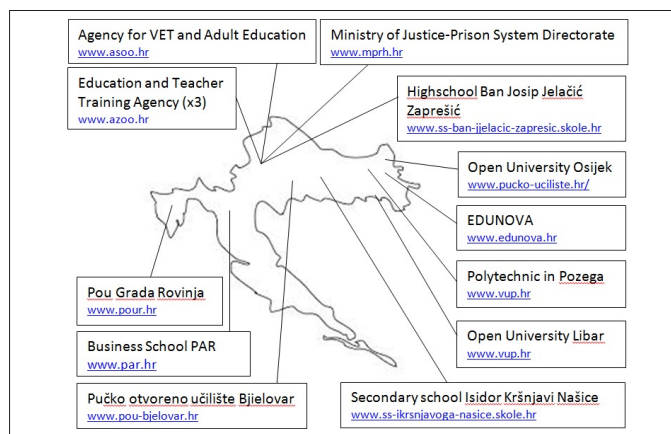 Agency for VET and Adult Education
www.asoo.hr
Ministry of Justice-Prison System Directorate
www.mprh.hr
Education and Teacher
Training Agency (x3)
www.azoo.hr
Highschool Ban Josip Jelačić
Zaprešić
www.ss-ban-jjelacic-zapresic.skole.hr
Open University Osijek
www.pucko-uciliste.hr/
EDUNOVA
www.edunova.hr
Polytechnic in Pozega
www.vup.hr
Pou Grada Rovinja
www.pour.hr
Open University Libar
www.vup.hr
Business School PAR
www.par.hr
Pučko otvoreno učilište Bjielovar
www.pou-bjelovar.hr
Secondary school Isidor Kršnjavi Našice
www.ss-ikrsnjavoga-nasice.skole.hr